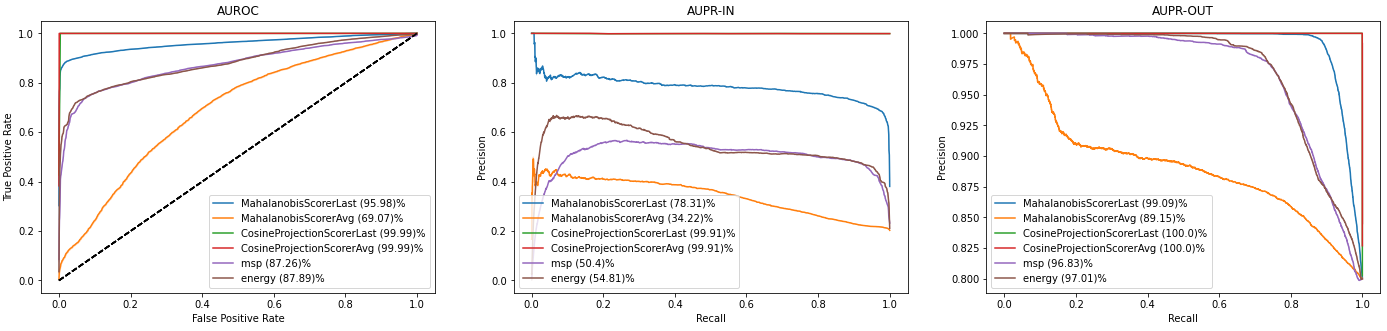 AUROC
True Positive Rate
1.0
0.8
0.6
0.4
0.2
0.0
MahalanobisScorerLast (95.98)%
MahalanobisScorerAvg (69.07)%
CosineProjectionScorerLast (99.99)%
CosineProjectionScorerAvg (99.99)%
msp (87.26)%
energy (87.89)%
0.0 0.2 0.4 0.6 0.8 1.0
False Positive Rate
AUPR-IN
Precision
1.0
0.8
0.6
0.4
0.2
0.0
MahalanobisScorerLast (78.31)%
MahalanobisScorerAvg (34.22)%
CosineProjectionScorerLast (99.91)%
CosineProjectionScorerAvg (99.91)%
msp (50.4)%
energy (54.81)%
0.0 0.2 0.4 0.6 0.8 1.0
Recall
AUPR-OUT
Precision
1.000
0.975
0.950
0.925
0.900
0.875
0.850
0.825
0.800
MahalanobisScorerLast (99.09)%
MahalanobisScorerAvg (89.15)%
CosineProjectionScorerLast (100.0)%
CosineProjectionScorerAvg (100.0)%
msp (96.83)%
energy (97.01)%
0.0 0.2 0.4 0.6 0.8 1.0
Recall